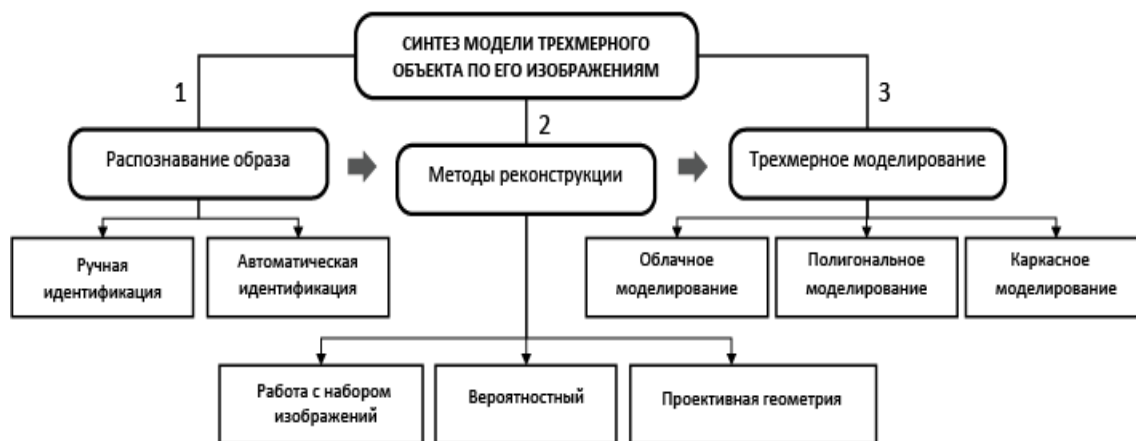 СИНТЕЗ МОДЕЛИ ТРЕХМЕРНОГО
ОБЪЕКТА ПО ЕГО ИЗОБРАЖЕНИЯМ
1
2
3
Распознавание образа
Методы реконструкции
Трехмерное моделирование
Ручная
идентификация
Автоматическая
идентификация
Облачное
моделирование
Полигональное
моделирование
Каркасное
моделирование
Работа с набором
изображений
Вероятностный
Проективная геометрия